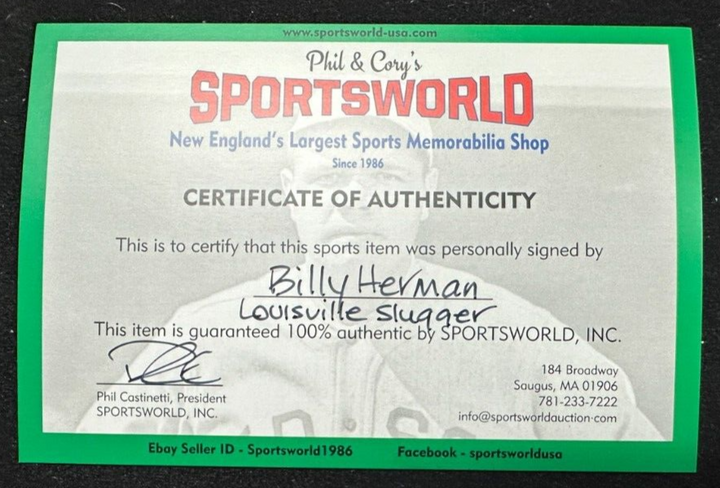 www.sportsworld-usa.com
Phil & Cory's
SPORTSWORLD
New England's Largest Sports Memorabilia Shop
Since 1986
CERTIFICATE OF AUTHENTICITY
This is to certify that this sports item was personally signed by
Billy Herman
Louisville Slugger
This item is guaranteed 100% authentic by SPORTSWORLD, INC.
Phil Castinetti, President
SPORTSWORLD, INC.
184 Broadway
Saugus, MA 01906
781-233-7222
info@sportsworldauction.com
Ebay Seller ID - Sportsworld1986 Facebook - sportsworldusa